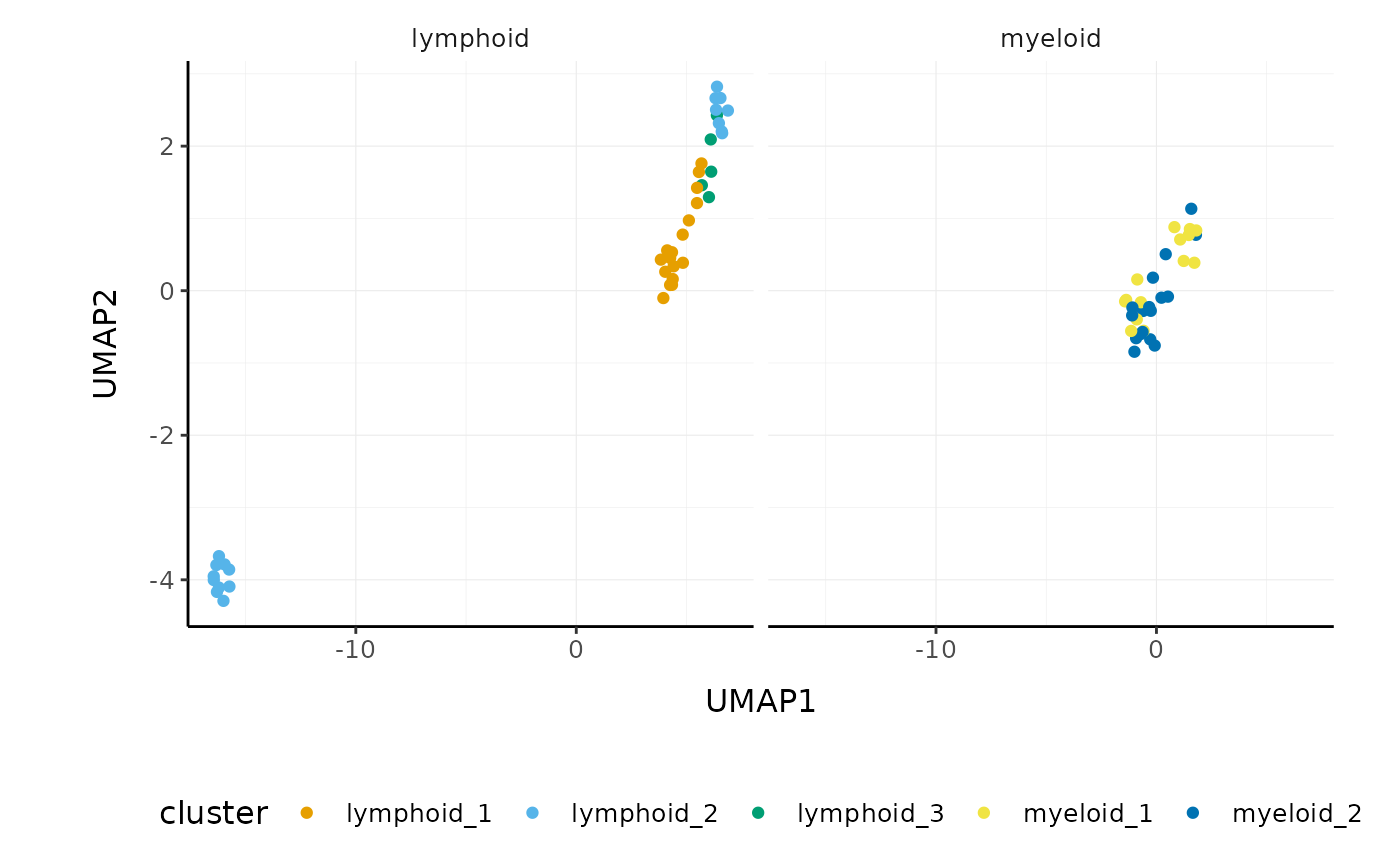 lymphoid
myeloid
UMAP2
2
0
-2
-4
-10
0
-10
0
UMAP1
cluster
lymphoid_1
lymphoid_2
lymphoid_3
myeloid_1
myeloid_2